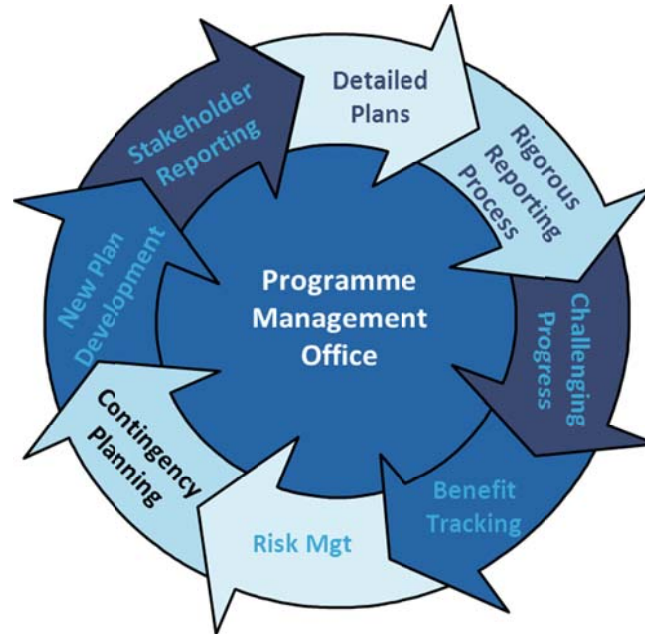 Detailed
Plans
Rigorous
Reporting
Process
Challenging
Progress
Benefit
Tracking
Risk Mgt
Contingency
Planning
New Plan
Development
Stakeholder
Reporting
Programme
Management
Office